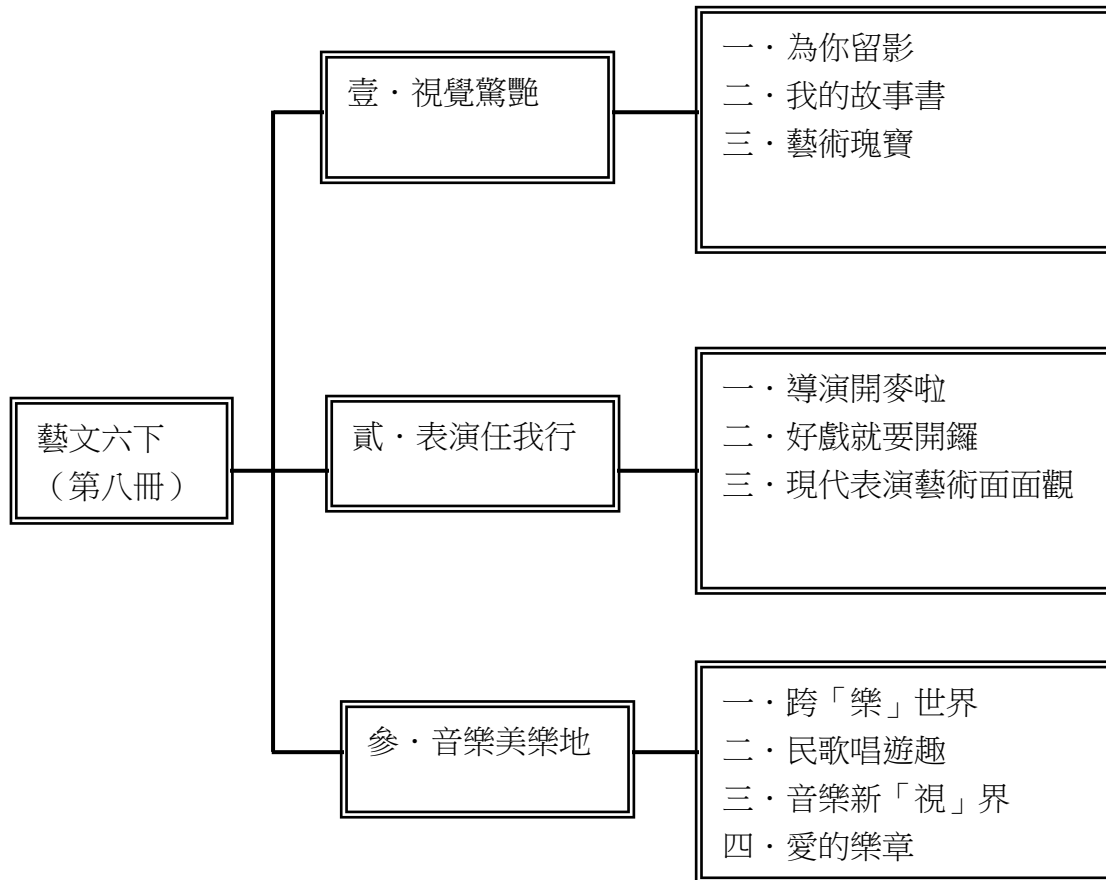 壹．視覺驚艷
一．為你留影
二．我的故事書
三．藝術瑰寶
藝文六下
（第八冊）
貳．表演任我行
一．導演開麥啦
二．好戲就要開鑼
三．現代表演藝術面面觀
參．音樂美樂地
一．跨「樂」世界
二．民歌唱遊趣
三．音樂新「視」界
四．愛的樂章